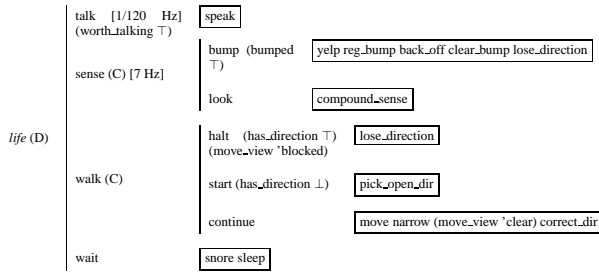 talk [1/120 Hz] speak
(worth_talking ⊤)
bump (bumped yelp reg_bump back_off clear_bump lose_direction
⊤)
sense (C) [7 Hz]
look compound_sense
life (D)
halt (has_direction ⊤) lose_direction
(move_view 'blocked)
walk (C) start (has_direction ⊥) pick_open_dir
continue move narrow (move_view 'clear) correct_dir
wait snore sleep